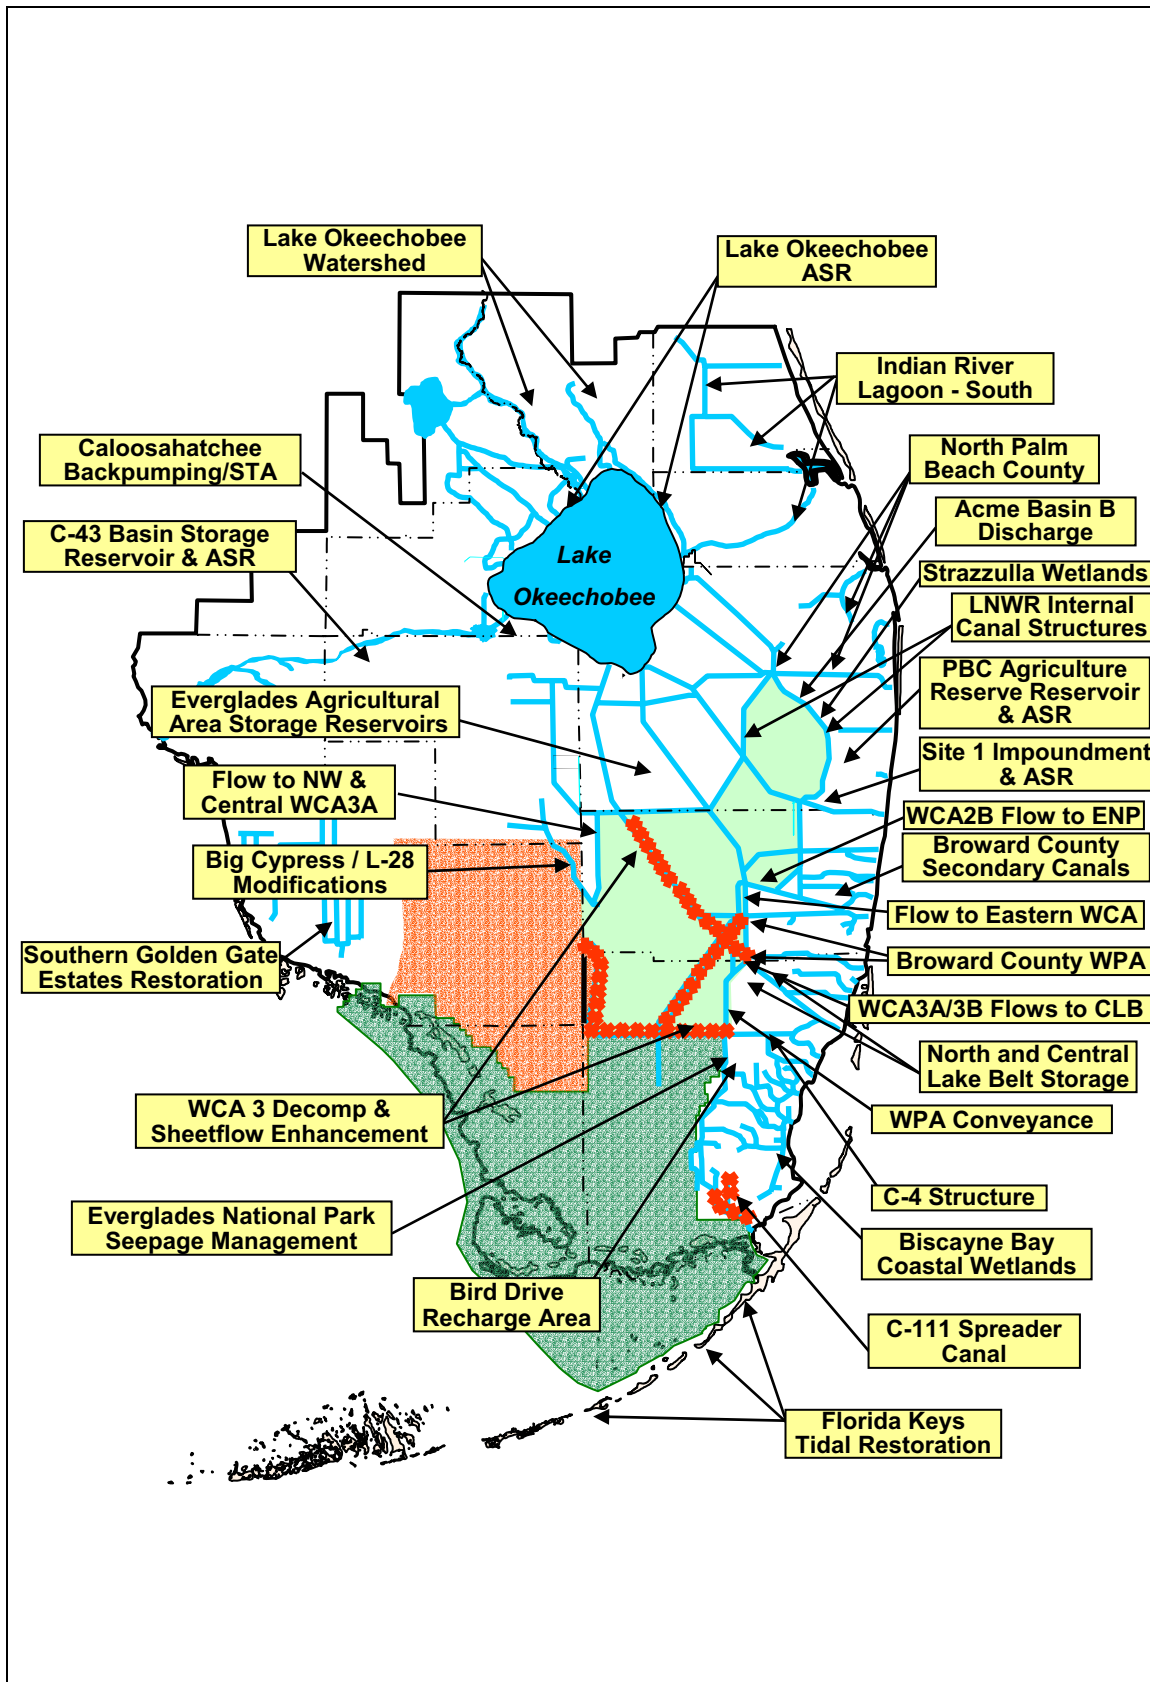 Lake Okeechobee
Watershed
Lake Okeechobee
ASR
Indian River
Lagoon - South
Caloosahatchee
Backpumping/STA
North Palm
Beach County
Acme Basin B
Discharge
C-43 Basin Storage
Reservoir & ASR
Lake
Okeechobee
Strazzulla Wetlands
LNWR Internal
Canal Structures
PBC Agriculture
Reserve Reservoir
& ASR
Everglades Agricultural
Area Storage Reservoirs
Site 1 Impoundment
& ASR
Flow to NW &
Central WCA3A
WCA2B Flow to ENP
Big Cypress / L-28
Modifications
Broward County
Secondary Canals
Flow to Eastern WCA
Southern Golden Gate
Estates Restoration
Broward County WPA
WCA3A/3B Flows to CLB
North and Central
Lake Belt Storage
WCA 3 Decomp &
Sheetflow Enhancement
WPA Conveyance
C-4 Structure
Everglades National Park
Seepage Management
Biscayne Bay
Coastal Wetlands
Bird Drive
Recharge Area
C-111 Spreader
Canal
Florida Keys
Tidal Restoration